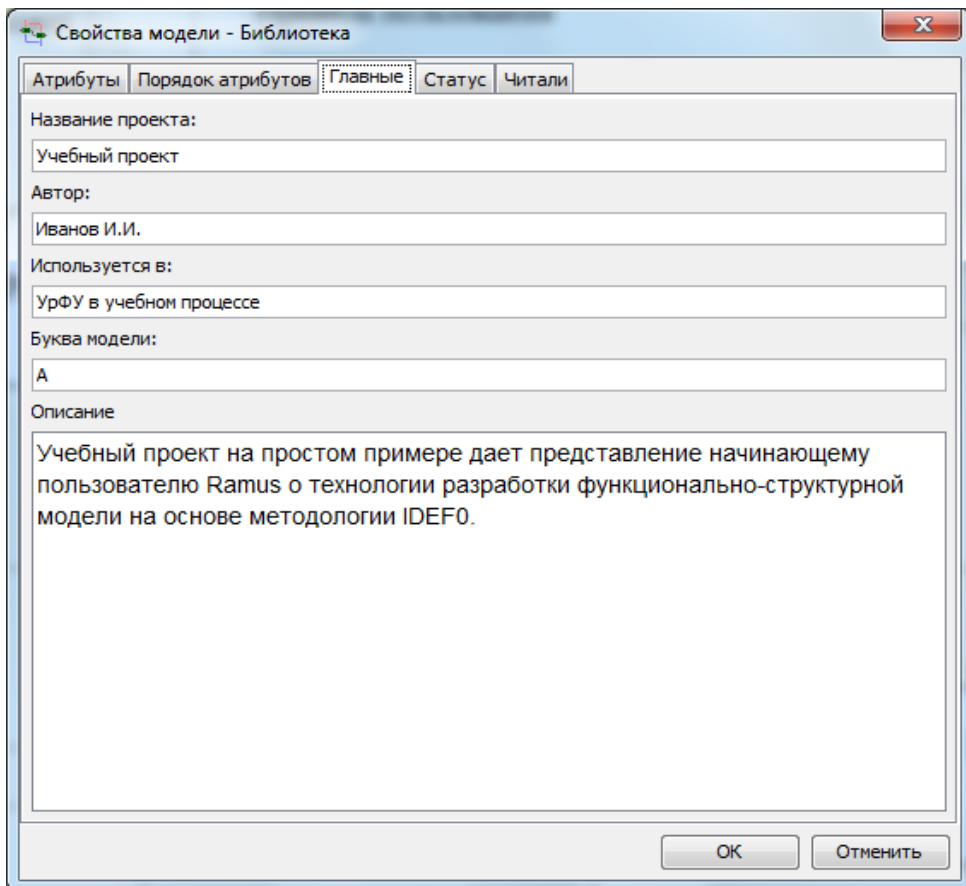 Свойства модели - Библиотека
Атрибуты Порядок атрибутов Главные Статус Читали
Название проекта:
Учебный проект
Автор:
Иванов И.И.
Используется в:
УрФУ в учебном процессе
Буква модели:
А
Описание
Учебный проект на простом примере дает представление начинающему
пользователю Ramus о технологии разработки функционально-структурной
модели на основе методологии IDEF0.
OK Отменить